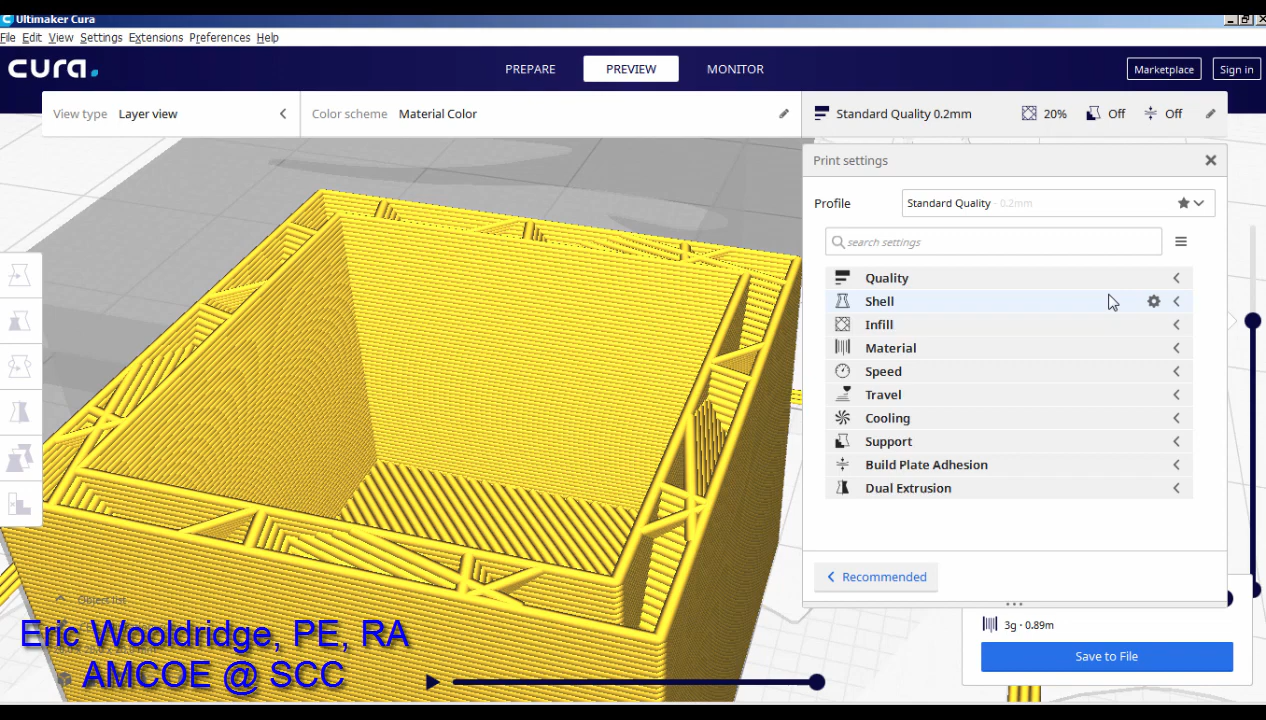 Ultimaker Cura
File Edit View Settings Extensions Preferences Help
cura.
PREPARE PREVIEW MONITOR
Marketplace Sign in
View type Layer view
Color scheme Material Color
Standard Quality 0.2mm 20% Off Off
Print settings
Profile Standard Quality - 0.2mm
search settings
Quality
Shell
Infill
Material
Speed
Travel
Cooling
Support
Build Plate Adhesion
Dual Extrusion
Recommended
Object list
3g · 0.89m
Save to File
Eric Wooldridge, PE, RA
AMCOE @ SCC